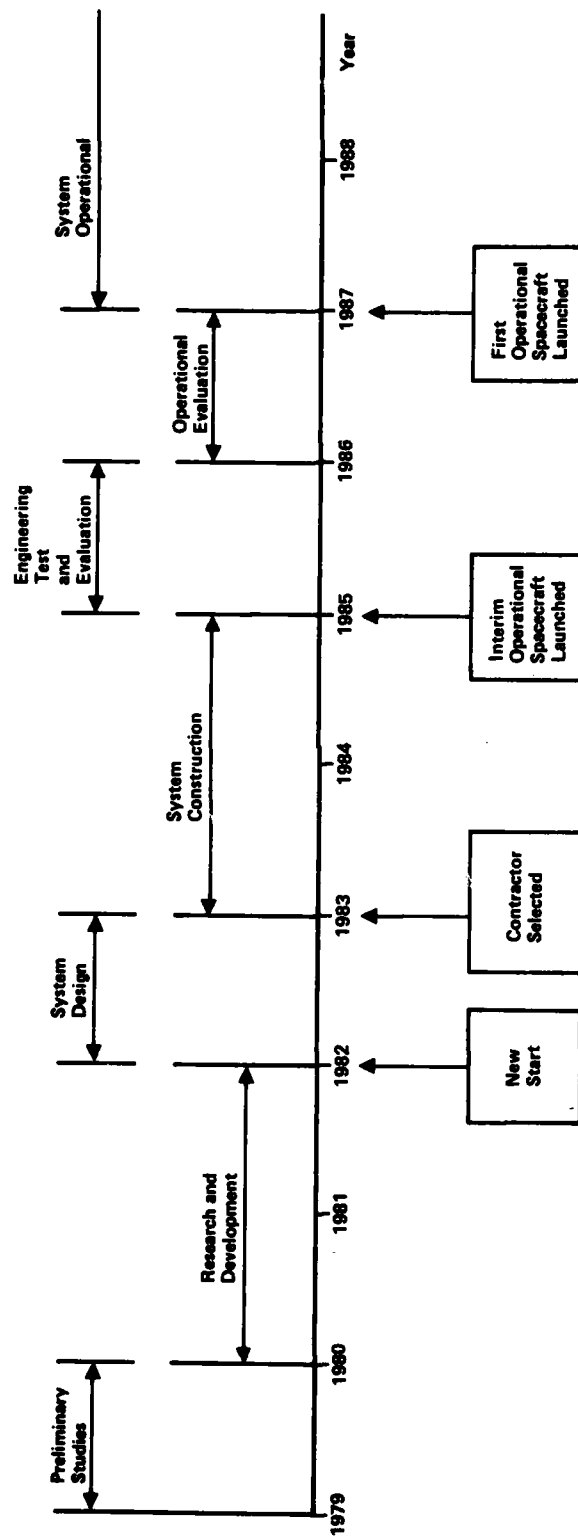 Preliminary
Studies
Research and
Development
System
Design
System
Construction
Engineering
Test
and
Evaluation
Operational
Evaluation
System
Operational
1979
1980
1981
1982
1983
1984
1985
1986
1987
1988
Year
New
Start
Contractor
Selected
Interim
Operational
Spacecraft
Launched
First
Operational
Spacecraft
Launched